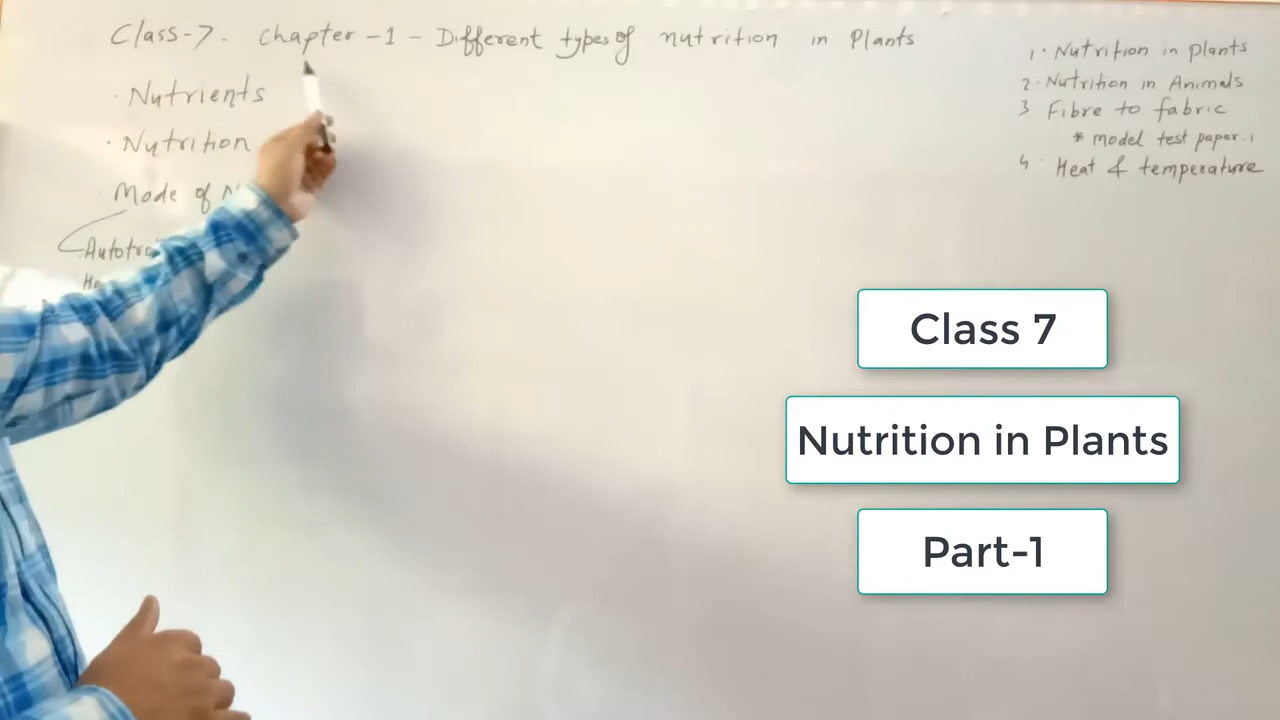 Class-7. Chapter -1 - Different types of nutrition in Plants
· Nutrients
· Nutrition
Mode of
1. Nutrition in plants
2. Nutrition in Animals
3 Fibre to fabric
* model test paper.1
4. Heat & temperature
Class 7
Nutrition in Plants
Part-1